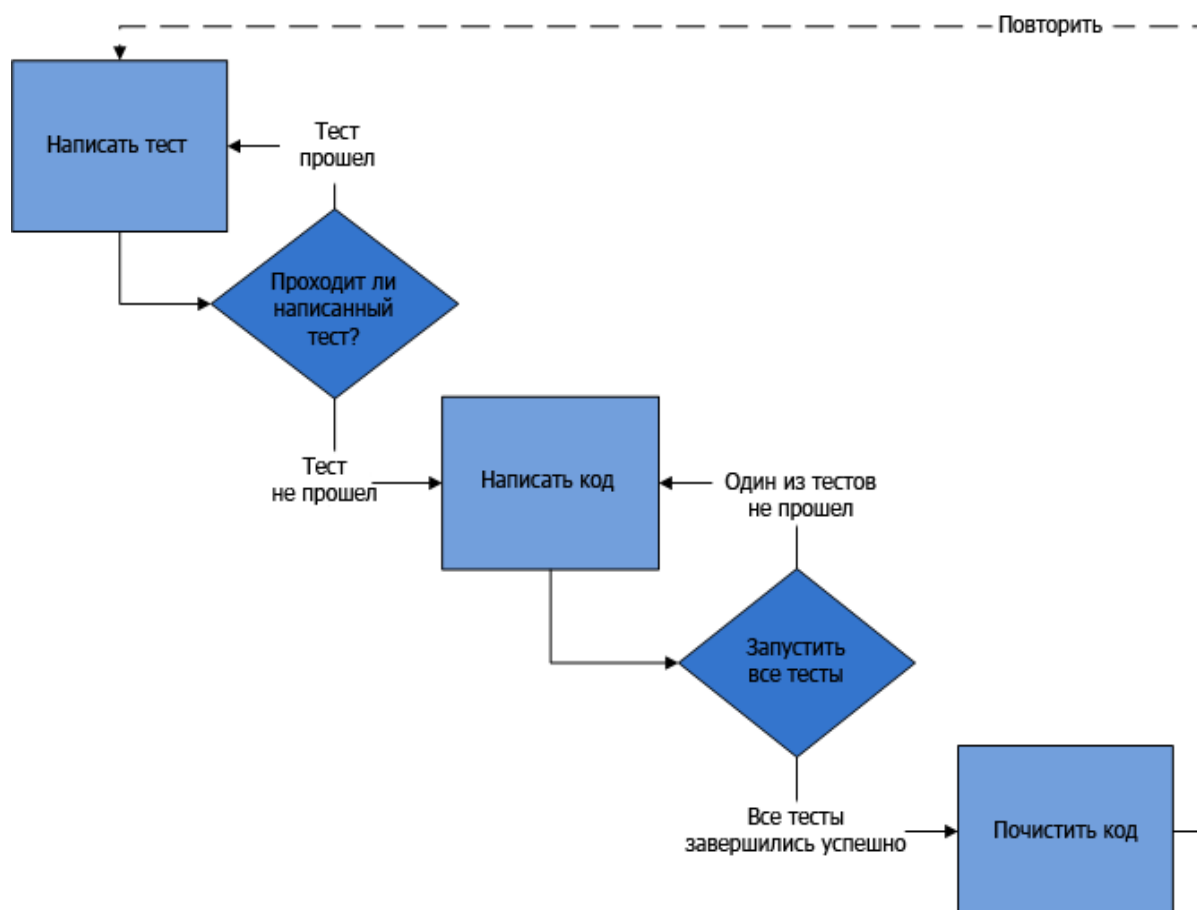 Повторить
Написать тест
Тест
прошел
Проходит ли
написанный
тест?
Тест
не прошел
Написать код
Один из тестов
не прошел
Запустить
все тесты
Все тесты
завершились успешно
Почистить код